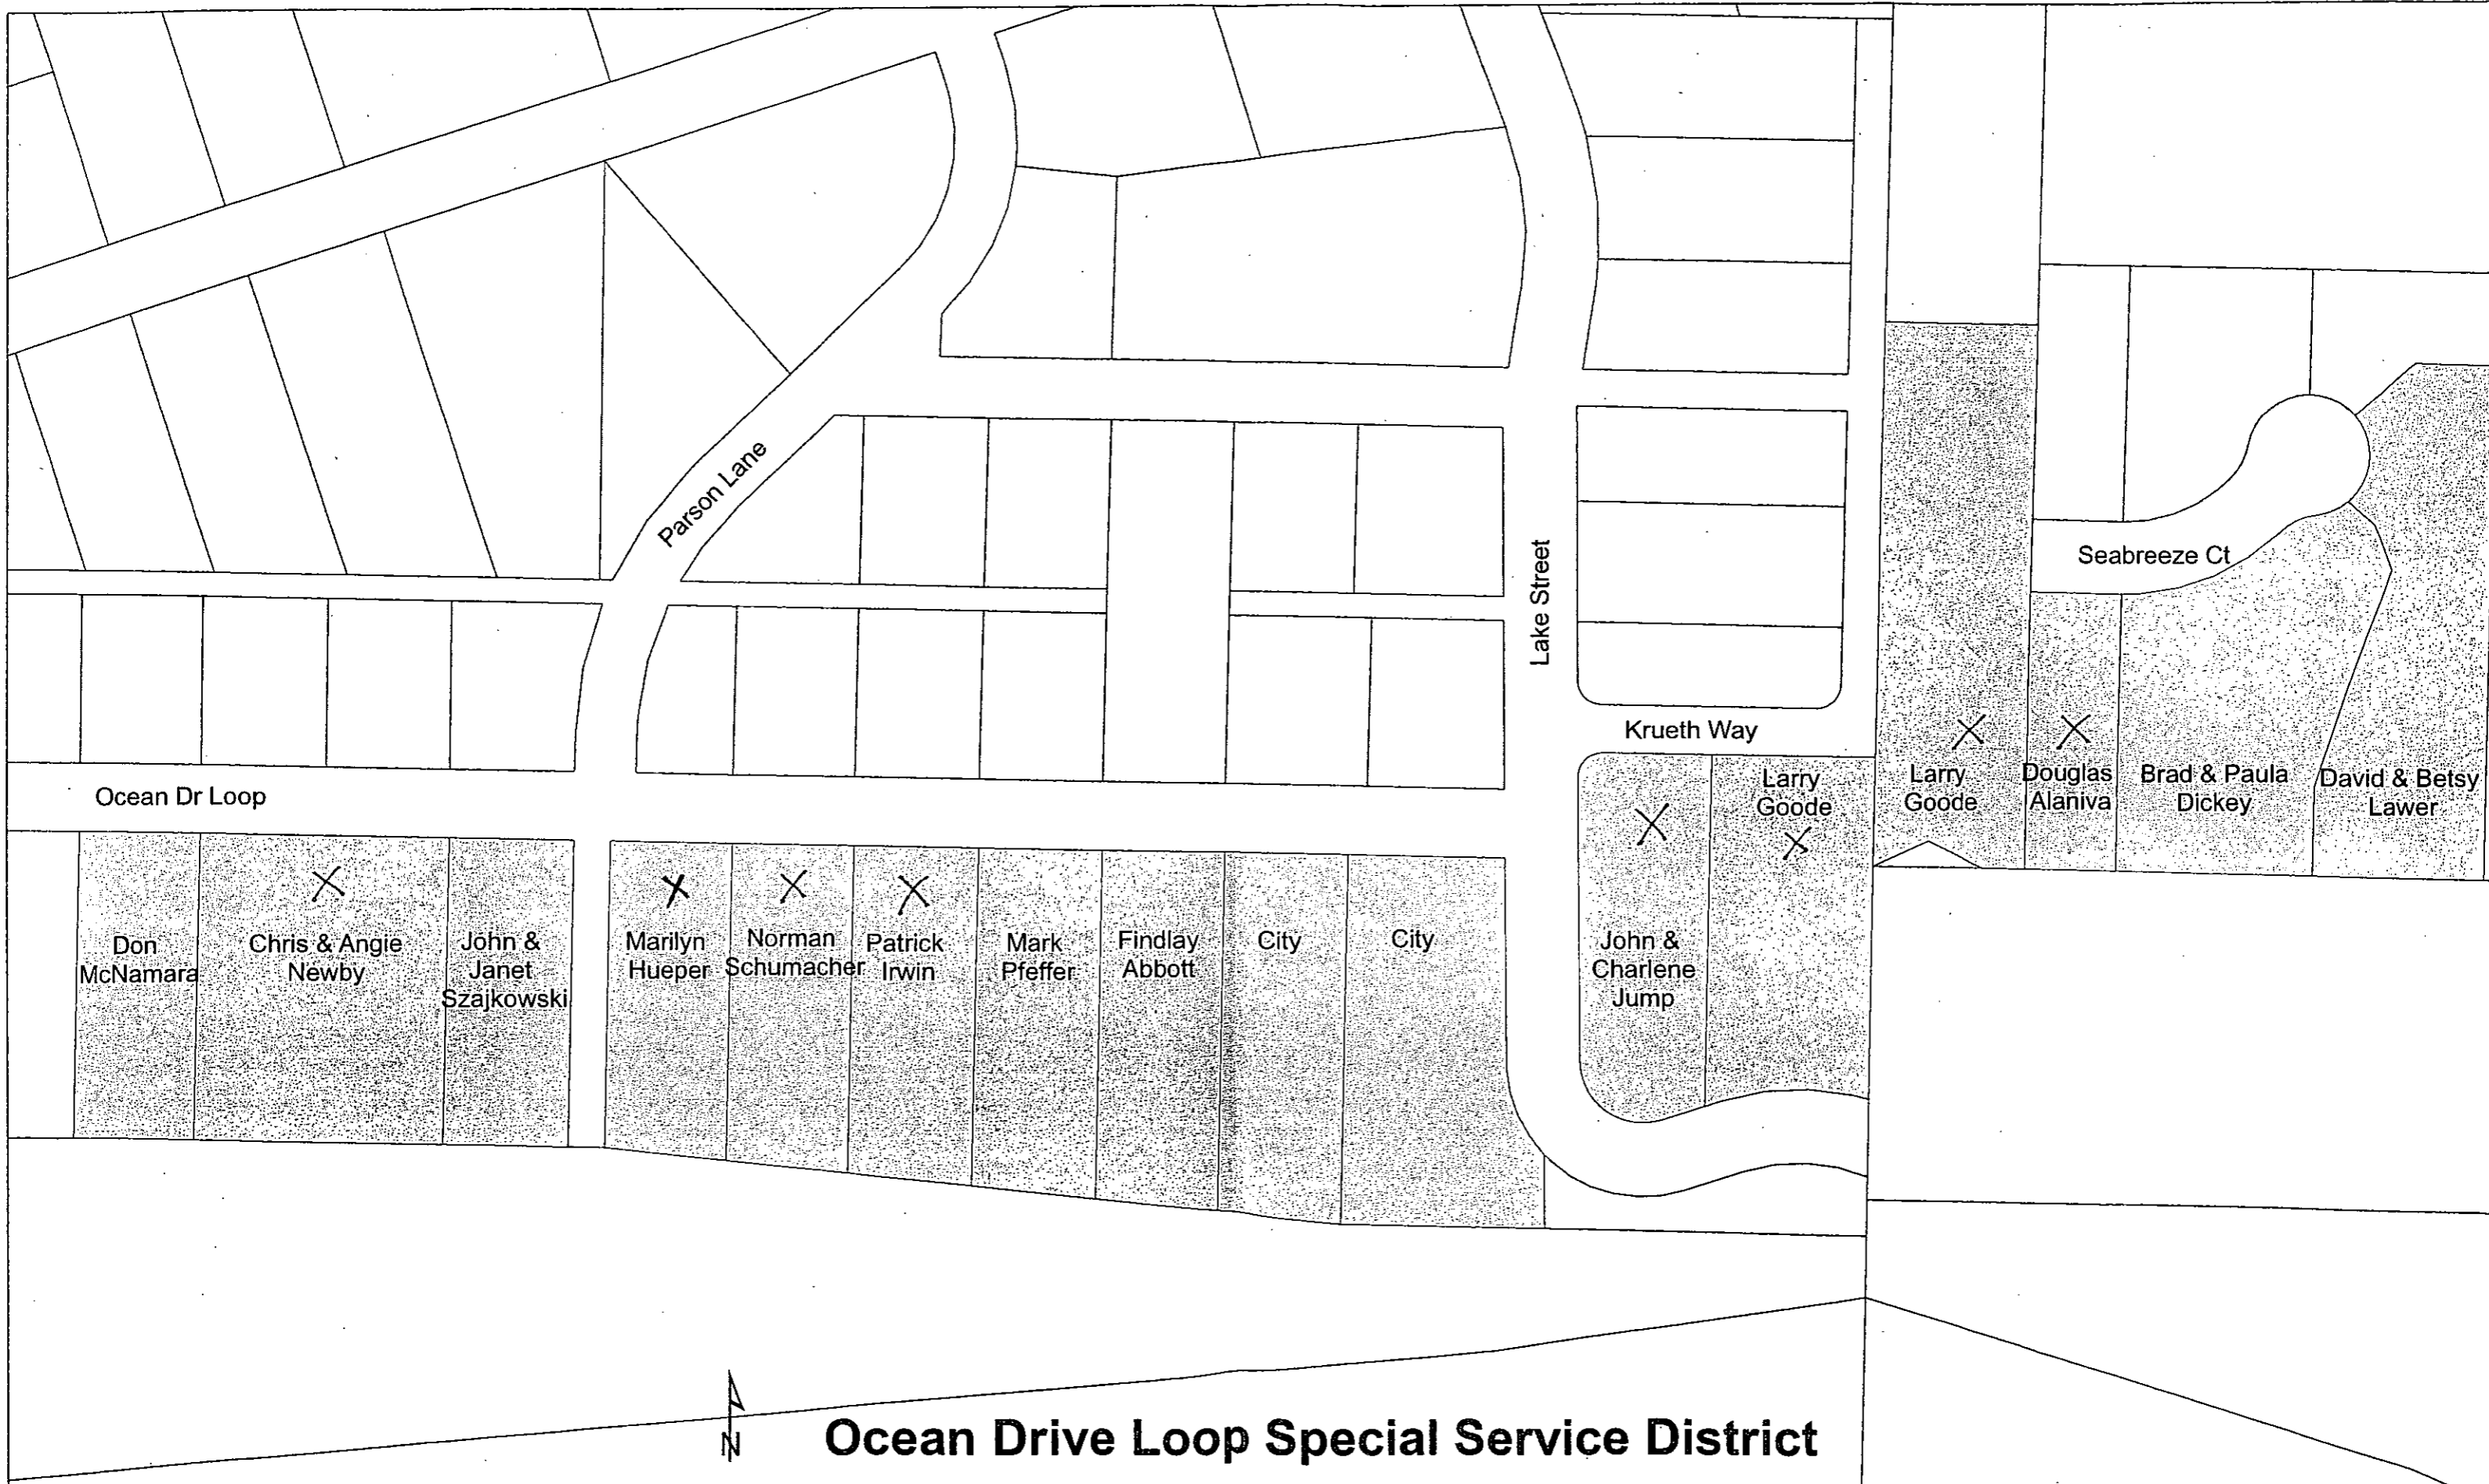 Parson Lane
Lake Street
Seabreeze Ct
Krueth Way
Ocean Dr Loop
Larry
Goode
Larry
Goode
Douglas
Alaniva
Brad & Paula
Dickey
David & Betsy
Lawer
Don
McNamara
Chris & Angie
Newby
John &
Janet
Szajkowski
Marilyn
Hueper
Norman
Schumacher
Patrick
Irwin
Mark
Pfeffer
Findlay
Abbott
City
City
John &
Charlene
Jump
N
Ocean Drive Loop Special Service District